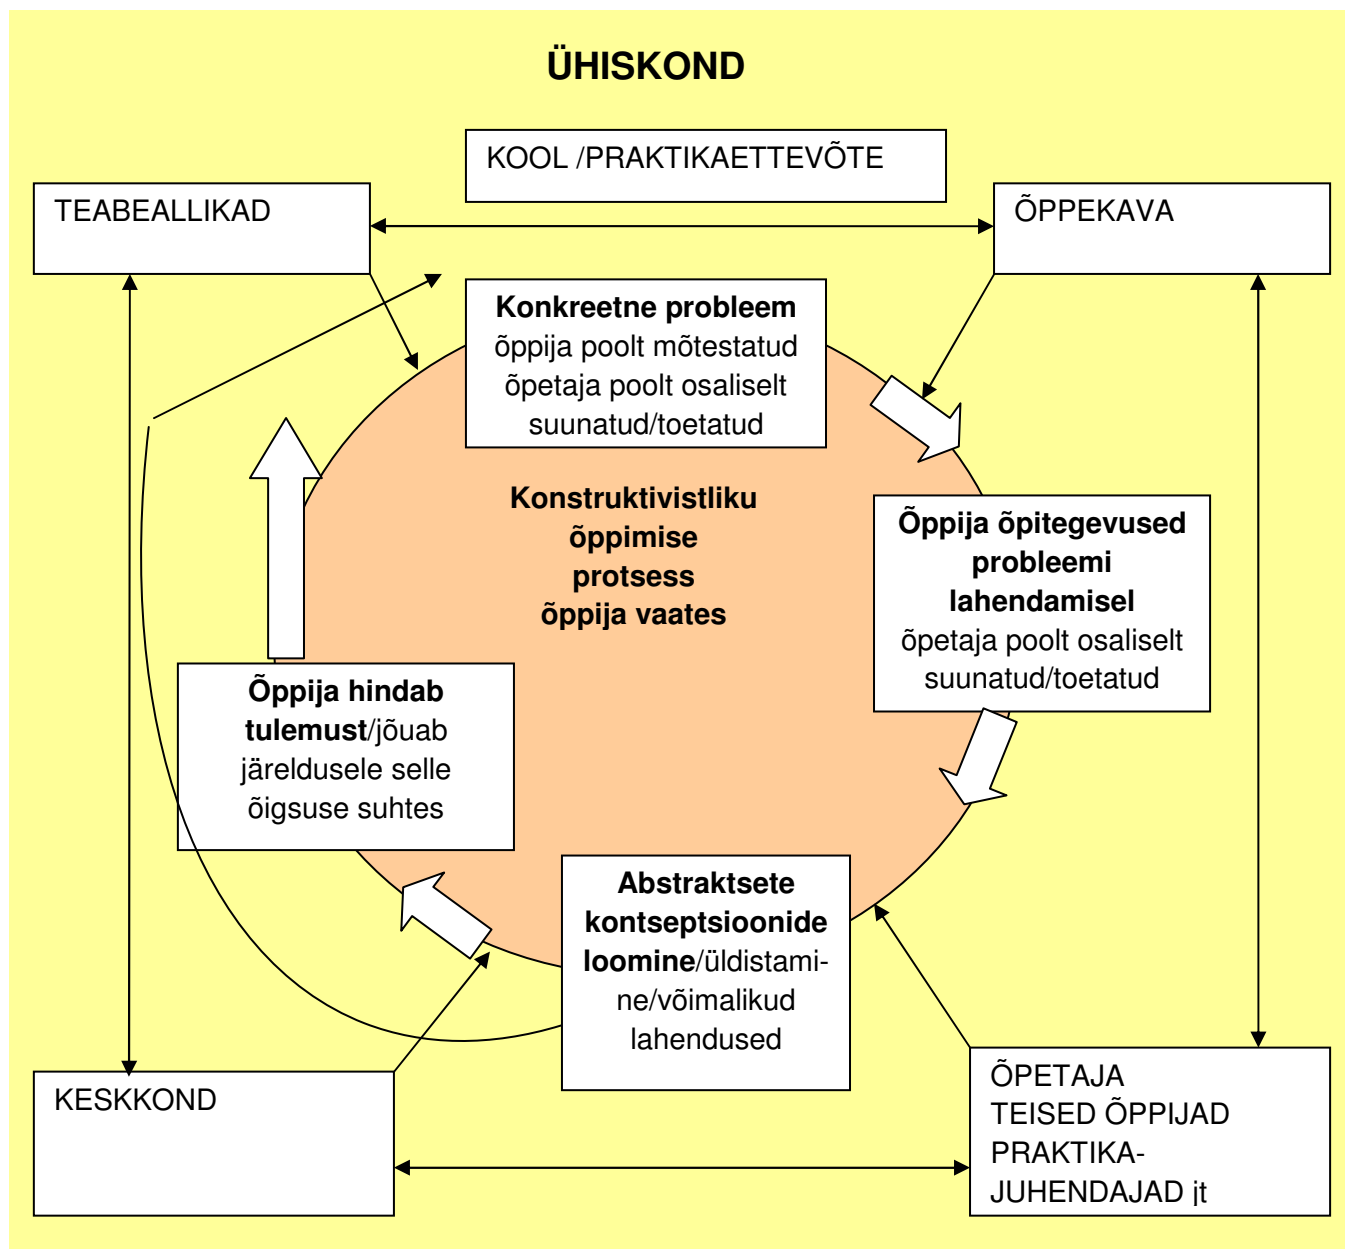 ÜHISKOND
KOOL /PRAKTIKAETTEVÕTE
TEABEALLIKAD
ÕPPEKAVA
Konkreetne probleem
õppija poolt mõtestatud
õpetaja poolt osaliselt
suunatud/toetatud
Konstruktivistliku
õppimise
protsess
õppija vaates
Õppija õpitegevused
probleemi
lahendamisel
õpetaja poolt osaliselt
suunatud/toetatud
Õppija hindab
tulemust/jõuab
järeldusele selle
õigsuse suhtes
Abstraktsete
kontseptsioonide
loomine/üldistami-
ne/võimalikud
lahendused
KESKKOND
ÕPETAJA
TEISED ÕPPIJAD
PRAKTIKA-
JUHENDAJAD jt